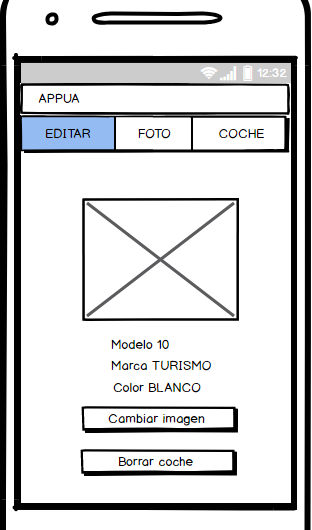 12:32
APPUA
EDITAR FOTO COCHE
Modelo 10
Marca TURISMO
Color BLANCO
Cambiar imagen
Borrar coche